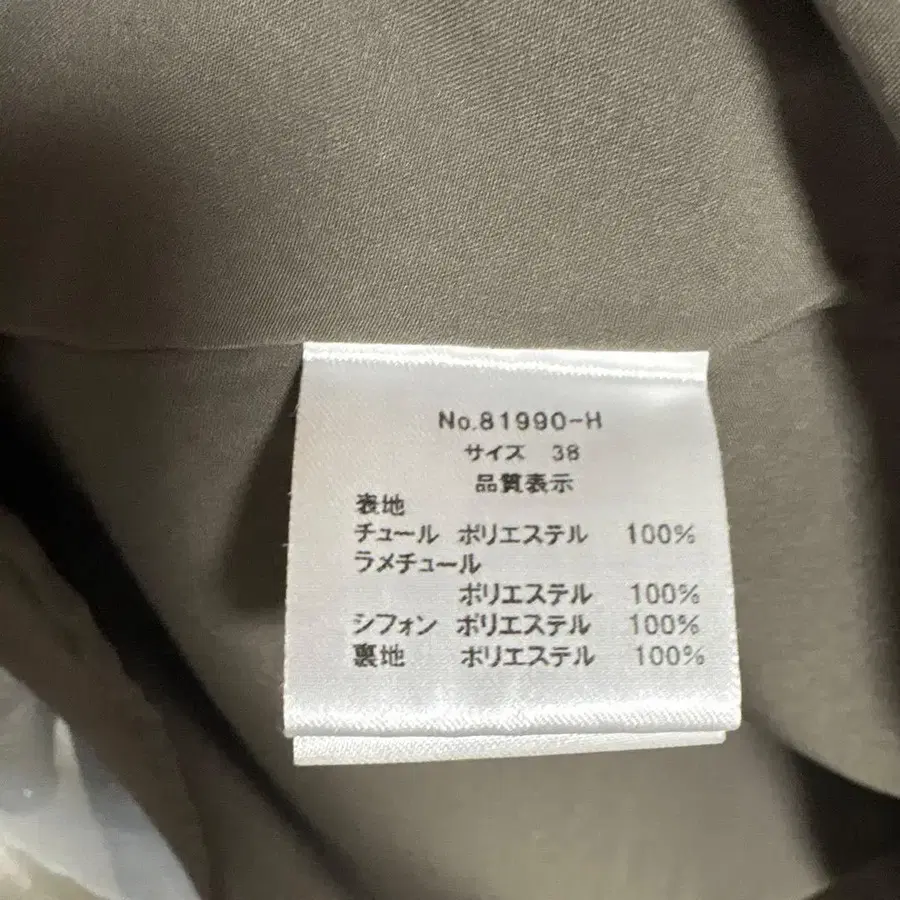 No.81990-H
サイズ 38
品質表示
表地
チュール ポリエステル 100%
ラメチュール
ポリエステル 100%
シフォン ポリエステル 100%
裏地 ポリエステル 100%